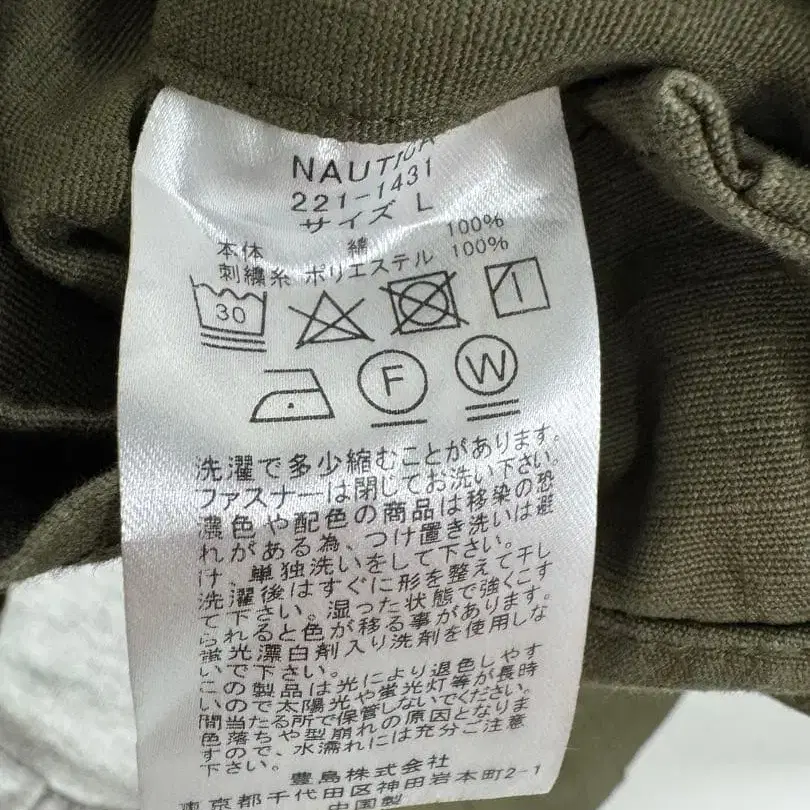 NAUTICA
221-1431
サイズ L
本体 綿 100%
刺繍糸 ポリエステル 100%
30
F W
洗濯で多少縮むことがあります。
ファスナーは閉じてお洗い下さい。
濃色や配色の商品は移染の恐
れがある為、つけ置き洗いは避
け、単独洗いをして下さい。
洗濯後はすぐに形を整えて干し
て下さい。湿った状態で強くこす
られると色が移る事があります。
蛍光漂白剤入り洗剤を使用しな
いで下さい。
この製品は光により退色しやす
いので太陽光や蛍光灯等が長時
間当たる所で保管しないでください。
色落ちや型崩れの原因となりま
すので、水濡れには充分ご注意
下さい。
豊島株式会社
東京都千代田区神田岩本町2-1
中国製